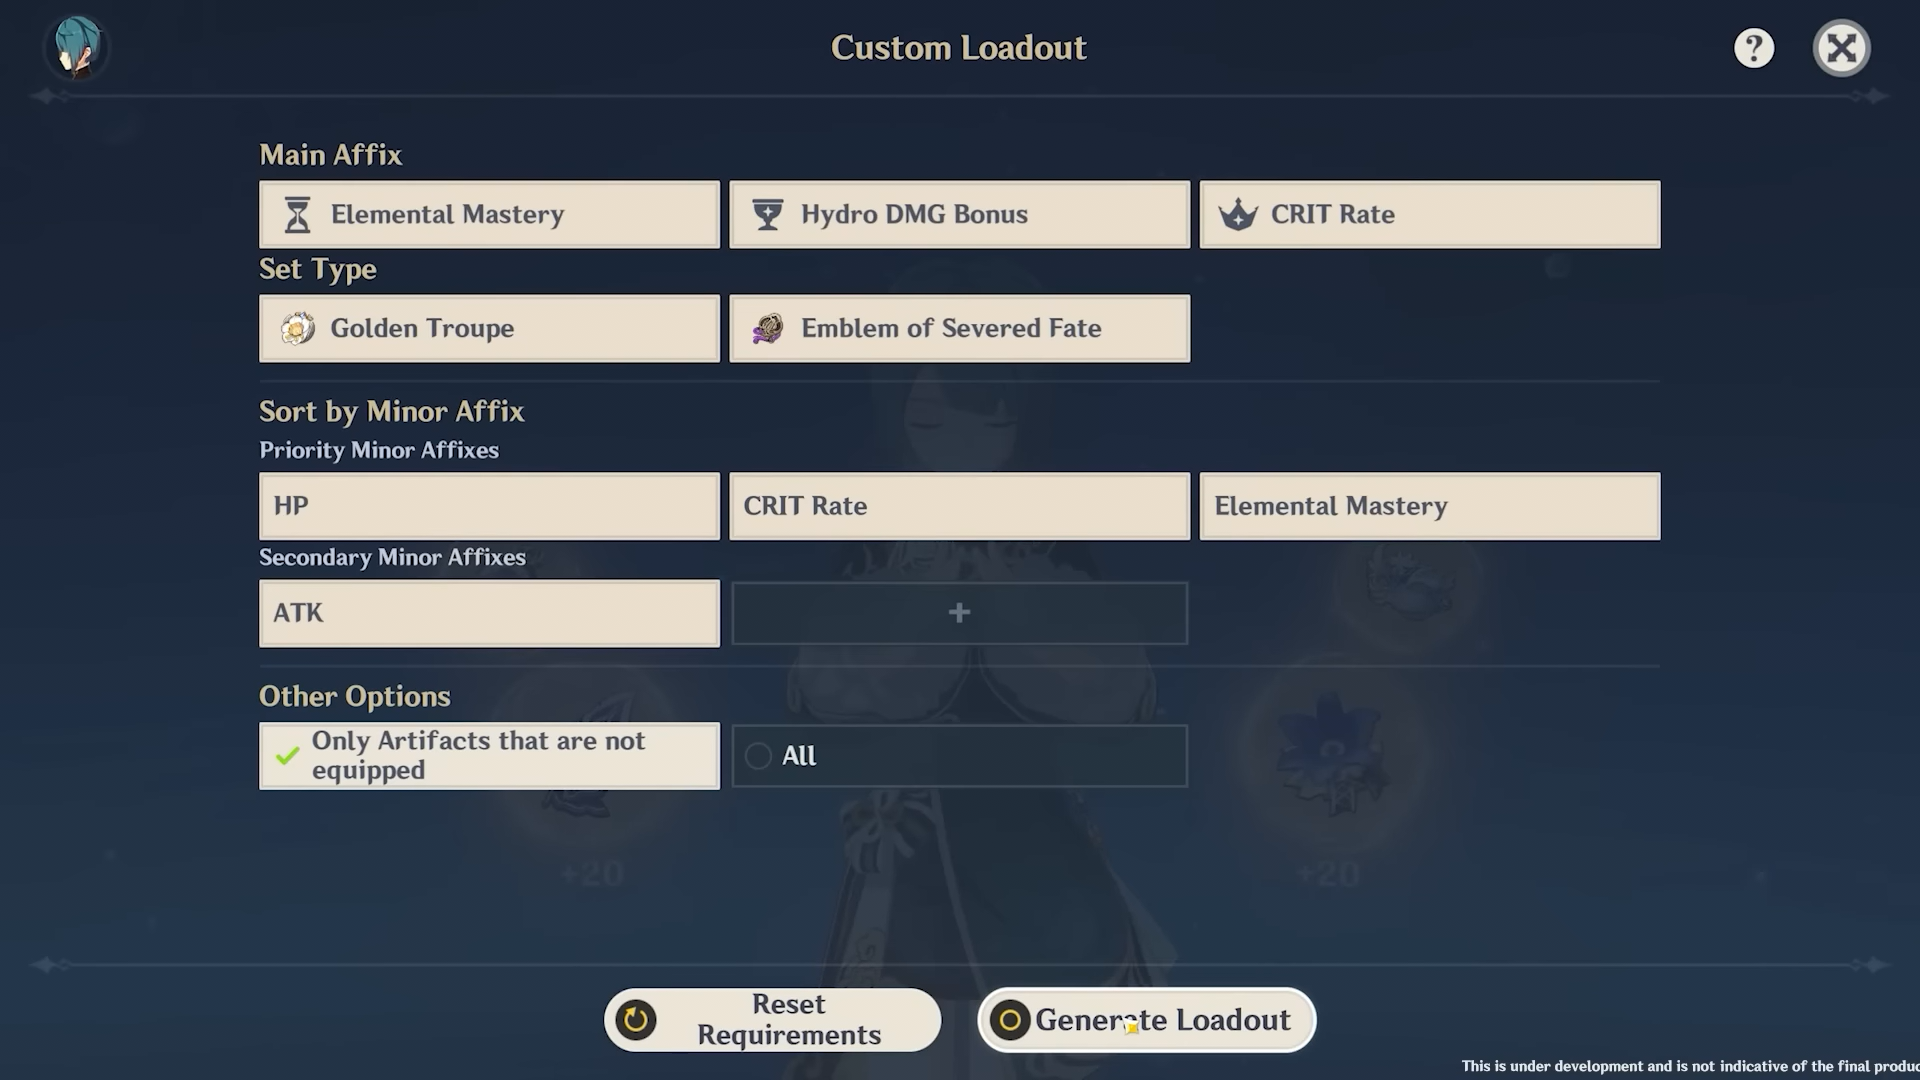 Custom Loadout
?
Main Affix
Elemental Mastery
Hydro DMG Bonus
CRIT Rate
Set Type
Golden Troupe
Emblem of Severed Fate
Sort by Minor Affix
Priority Minor Affixes
HP
CRIT Rate
Elemental Mastery
Secondary Minor Affixes
ATK
+
Other Options
Only Artifacts that are not
equipped
All
+20
+20
Reset
Requirements
Generate Loadout
This is under development and is not indicative of the final produc